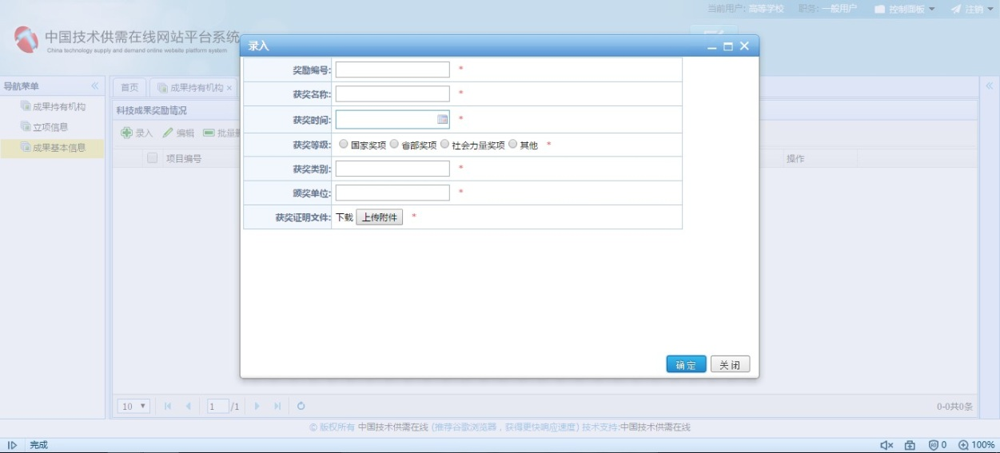 当前用户: 高等学校 职务: 一般用户 控制面板 注销
中国技术供需在线网站平台系统
China technology supply and demand online website platform system
录入
导航菜单
首页 成果持有机构 ×
成果持有机构
立项信息
成果基本信息
科技成果奖励情况
录入 编辑 批量删
项目编号 操作
奖励编号: *
获奖名称: *
获奖时间: *
获奖等级: 国家奖项 省部奖项 社会力量奖项 其他 *
获奖类别: *
颁奖单位: *
获奖证明文件: 下载 上传附件 *
确定 关闭
10 1 /1 0-0共0条
© 版权所有 中国技术供需在线 (推荐谷歌浏览器，获得更快响应速度) 技术支持:中国技术供需在线
完成 0 100%